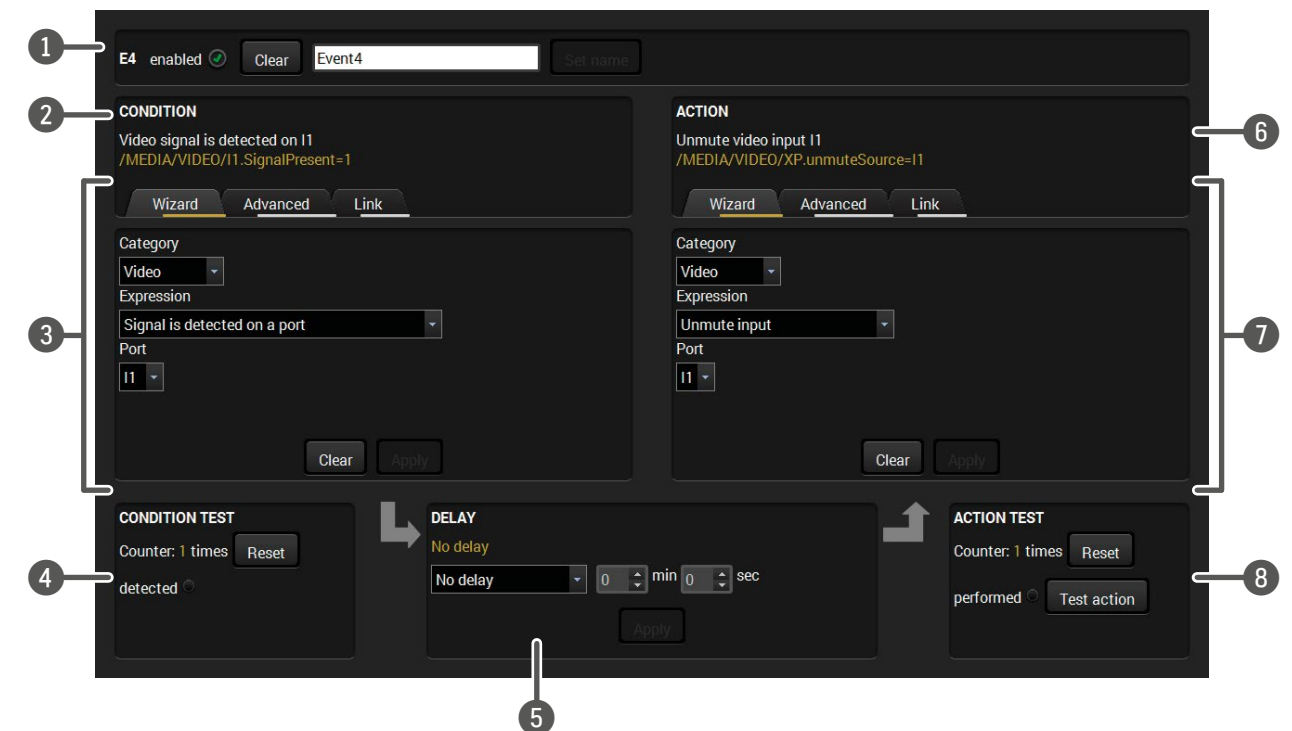 1
E4 enabled Clear Event4 Set name
2
CONDITION
Video signal is detected on I1
/MEDIA/VIDEO/I1.SignalPresent=1
Wizard Advanced Link
ACTION
Unmute video input I1
/MEDIA/VIDEO/XP.unmuteSource=I1
Wizard Advanced Link
6
3
Category
Video
Expression
Signal is detected on a port
Port
I1
Clear Apply
Category
Video
Expression
Unmute input
Port
I1
Clear Apply
7
4
CONDITION TEST
Counter: 1 times Reset
detected
DELAY
No delay
No delay 0 min 0 sec
Apply
5
ACTION TEST
Counter: 1 times Reset
performed Test action
8